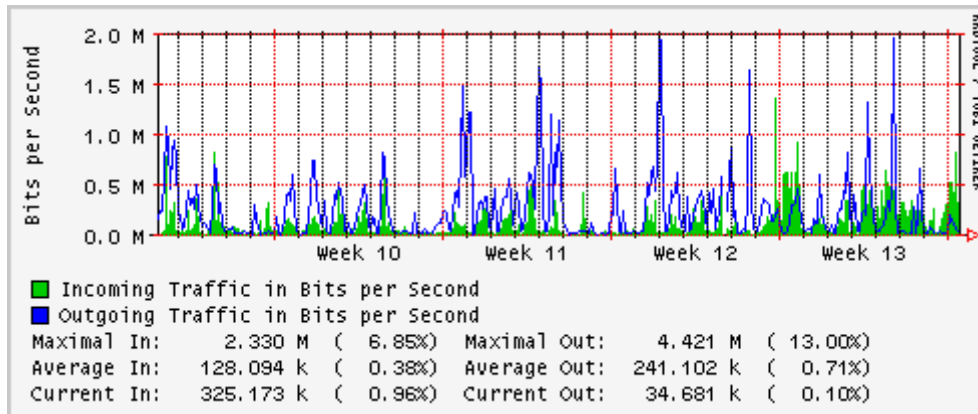 2.0 M
1.5 M
1.0 M
0.5 M
0.0 M
Bits per Second
Week 10 Week 11 Week 12 Week 13
Incoming Traffic in Bits per Second
Outgoing Traffic in Bits per Second
Maximal In: 2.330 M ( 6.85%) Maximal Out: 4.421 M ( 13.00%)
Average In: 128.094 k ( 0.38%) Average Out: 241.102 k ( 0.71%)
Current In: 325.173 k ( 0.96%) Current Out: 34.681 k ( 0.10%)